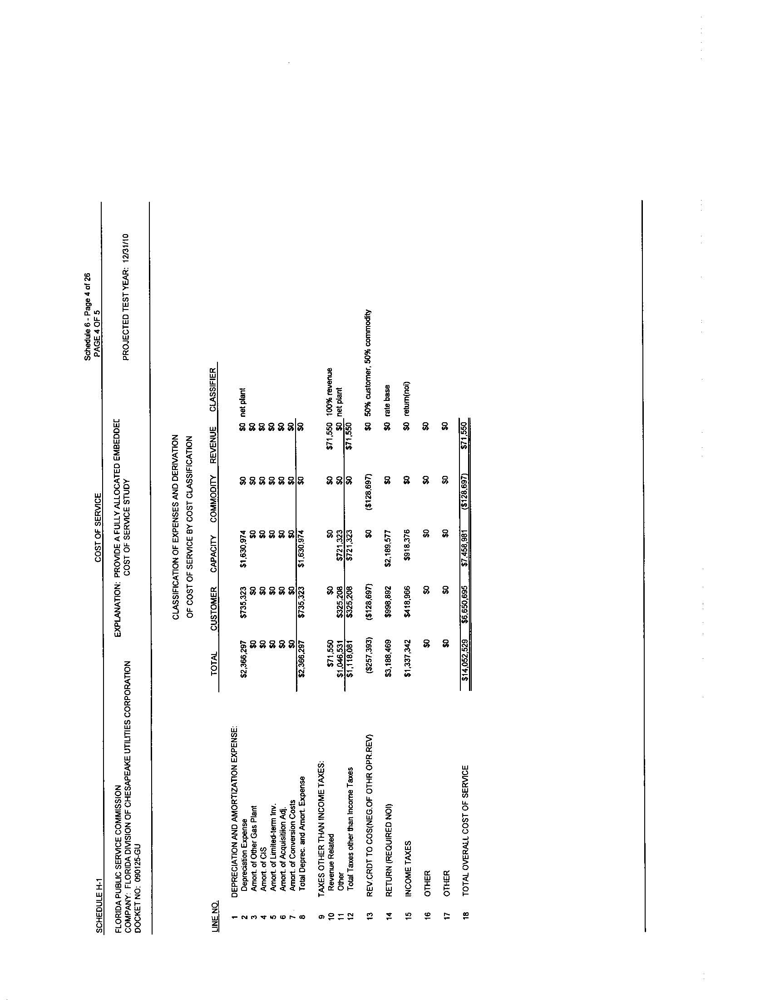 Schedule 6 - Page 4 of 26
SCHEDULE H-1 COST OF SERVICE PAGE 4 OF 5
FLORIDA PUBLIC SERVICE COMMISSION EXPLANATION: PROVIDE A FULLY ALLOCATED EMBEDDED
COMPANY: FLORIDA DIVISION OF CHESAPEAKE UTILITIES CORPORATION COST OF SERVICE STUDY PROJECTED TEST YEAR: 12/31/10
DOCKET NO: 090125-GU
CLASSIFICATION OF EXPENSES AND DERIVATION
OF COST OF SERVICE BY COST CLASSIFICATION
LINE NO. TOTAL CUSTOMER CAPACITY COMMODITY REVENUE CLASSIFIER
1 DEPRECIATION AND AMORTIZATION EXPENSE:
2 Depreciation Expense $2,366,297 $735,323 $1,630,974 $0 $0 net plant
3 Amort. of Other Gas Plant $0 $0 $0 $0 $0
4 Amort. of CIS $0 $0 $0 $0 $0
5 Amort. of Limited-term Inv. $0 $0 $0 $0 $0
6 Amort. of Acquisitiion Adj. $0 $0 $0 $0 $0
7 Amort. of Conversion Costs $0 $0 $0 $0 $0
8 Total Deprec. and Amort. Expense $2,366,297 $735,323 $1,630,974 $0 $0
9 TAXES OTHER THAN INCOME TAXES:
10 Revenue Related $71,550 $0 $0 $0 $71,550 100% revenue
11 Other $1,046,531 $325,208 $721,323 $0 $0 net plant
12 Total Taxes other than Income Taxes $1,118,081 $325,208 $721,323 $0 $71,550
13 REV.CRDT TO COS(NEG.OF OTHR OPR.REV) ($257,393) ($128,697) $0 ($128,697) $0 50% customer, 50% commodity
14 RETURN (REQUIRED NOI) $3,188,469 $998,892 $2,189,577 $0 $0 rate base
15 INCOME TAXES $1,337,342 $418,966 $918,376 $0 $0 return(noi)
16 OTHER $0 $0 $0 $0 $0
17 OTHER $0 $0 $0 $0 $0
18 TOTAL OVERALL COST OF SERVICE $14,052,529 $6,650,695 $7,458,981 ($128,697) $71,550